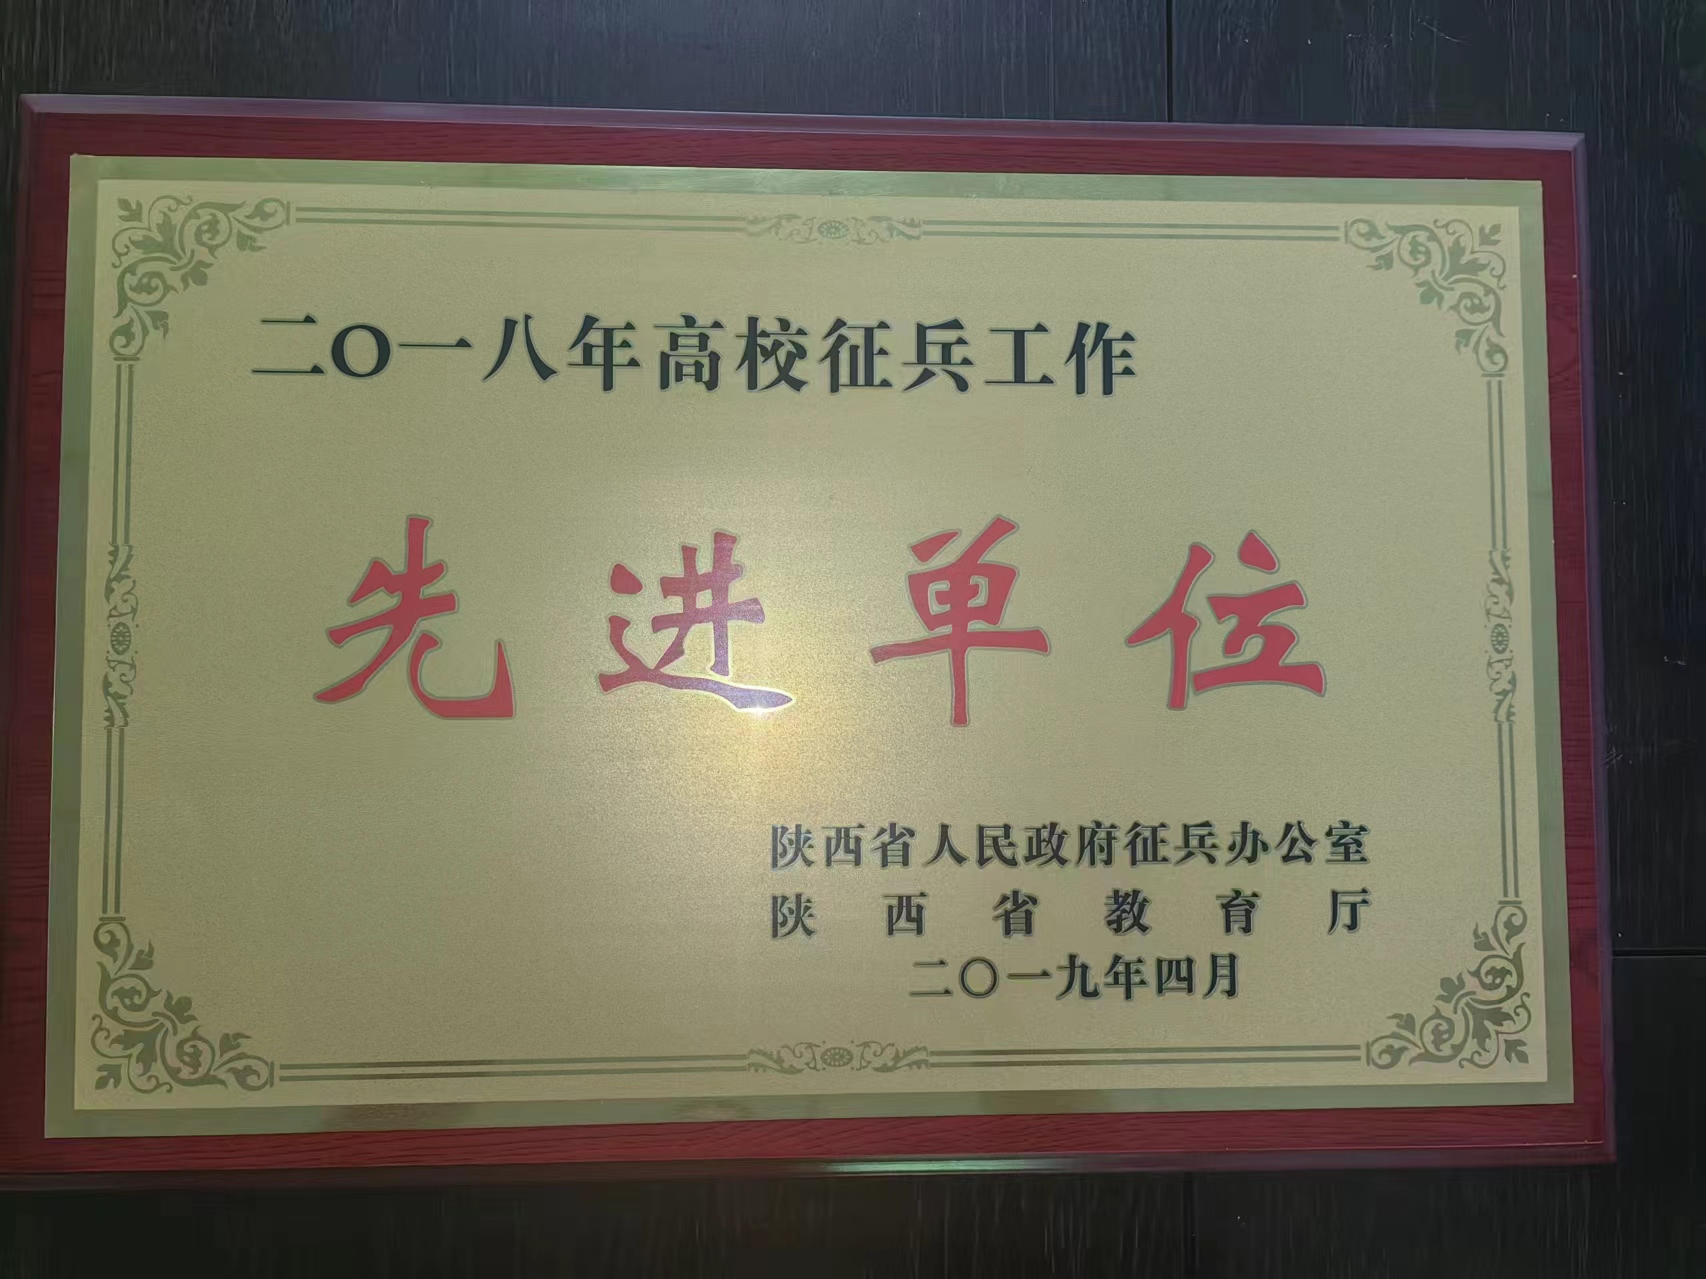 二〇一八年高校征兵工作
先进单位
陕西省人民政府征兵办公室
陕西省教育厅
二〇一九年四月